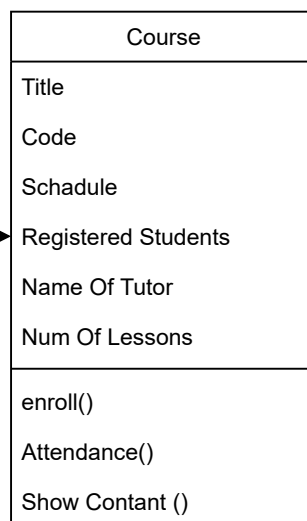 Course
Title
Code
Schadule
Registered Students
Name Of Tutor
Num Of Lessons
enroll()
Attendance()
Show Contant ()